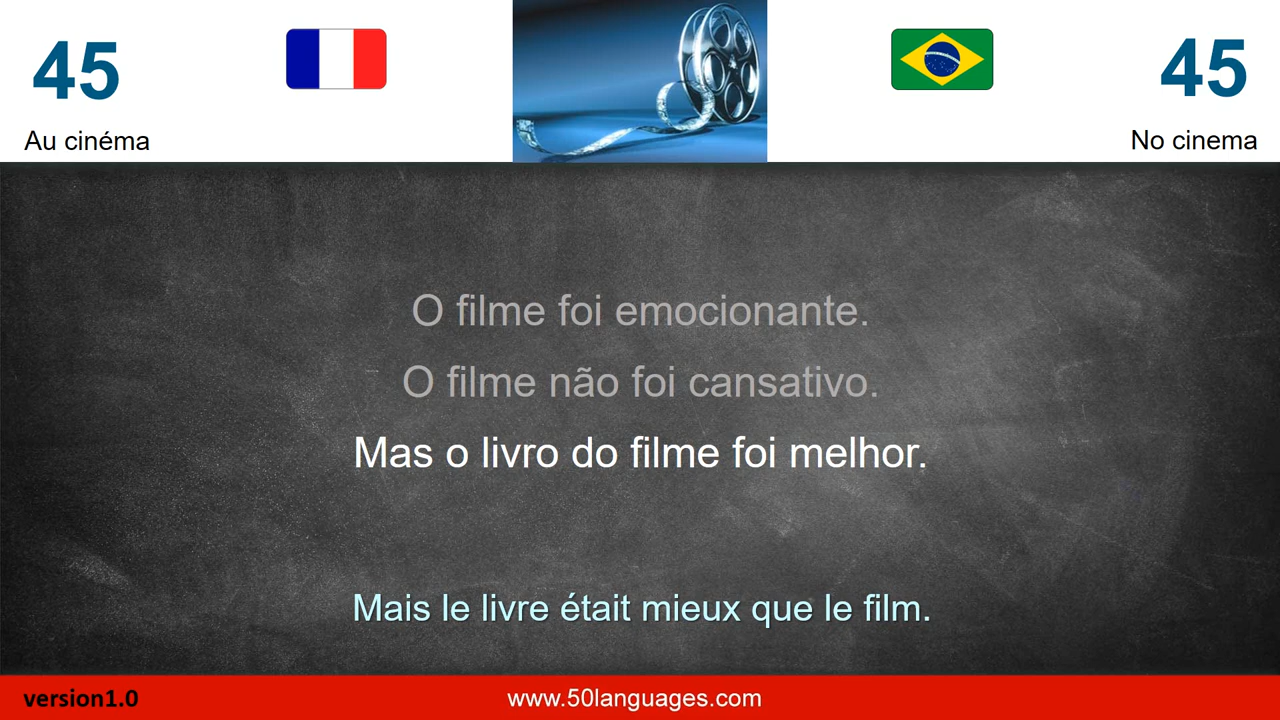 45
45
Au cinéma
No cinema
O filme foi emocionante.
O filme não foi cansativo.
Mas o livro do filme foi melhor.
Mais le livre était mieux que le film.
version1.0
www.50languages.com